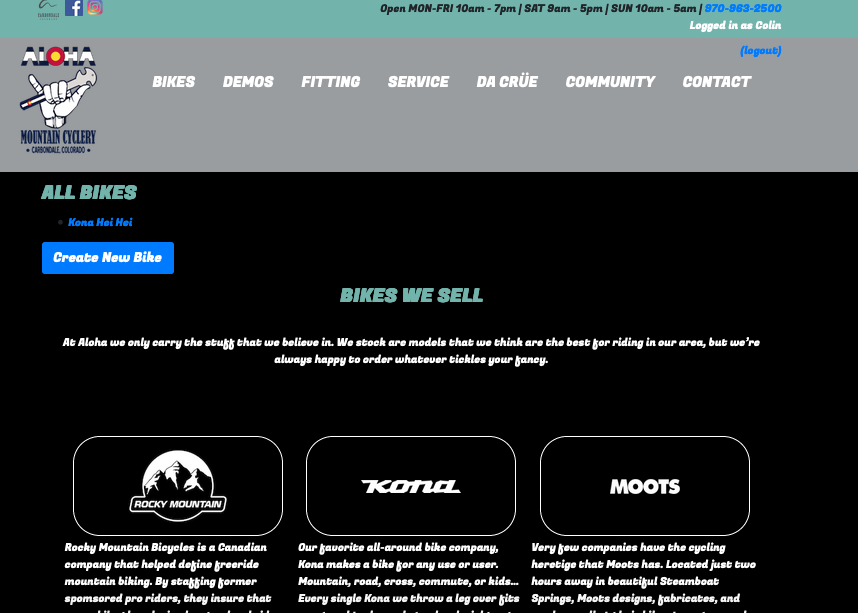 Open MON-FRI 10am - 7pm | SAT 9am - 5pm | SUN 10am - 5am | 970-963-2500
Logged in as Colin
(logout)
ALOHA
MOUNTAIN CYCLERY
• CARBONDALE, COLORADO •
BIKES DEMOS FITTING SERVICE DA CRÜE COMMUNITY CONTACT
ALL BIKES
Kona Hei Hei
Create New Bike
BIKES WE SELL
At Aloha we only carry the stuff that we believe in. We stock are models that we think are the best for riding in our area, but we're
always happy to order whatever tickles your fancy.
ROCKY MOUNTAIN
KONA
MOOTS
Rocky Mountain Bicycles is a Canadian
company that helped define freeride
mountain biking. By staffing former
sponsored pro riders, they insure that
Our favorite all-around bike company,
Kona makes a bike for any use or user.
Mountain, road, cross, commute, or kids...
Every single Kona we throw a leg over fits
Very few companies have the cycling
heretige that Moots has. Located just two
hours away in beautiful Steamboat
Springs, Moots designs, fabricates, and